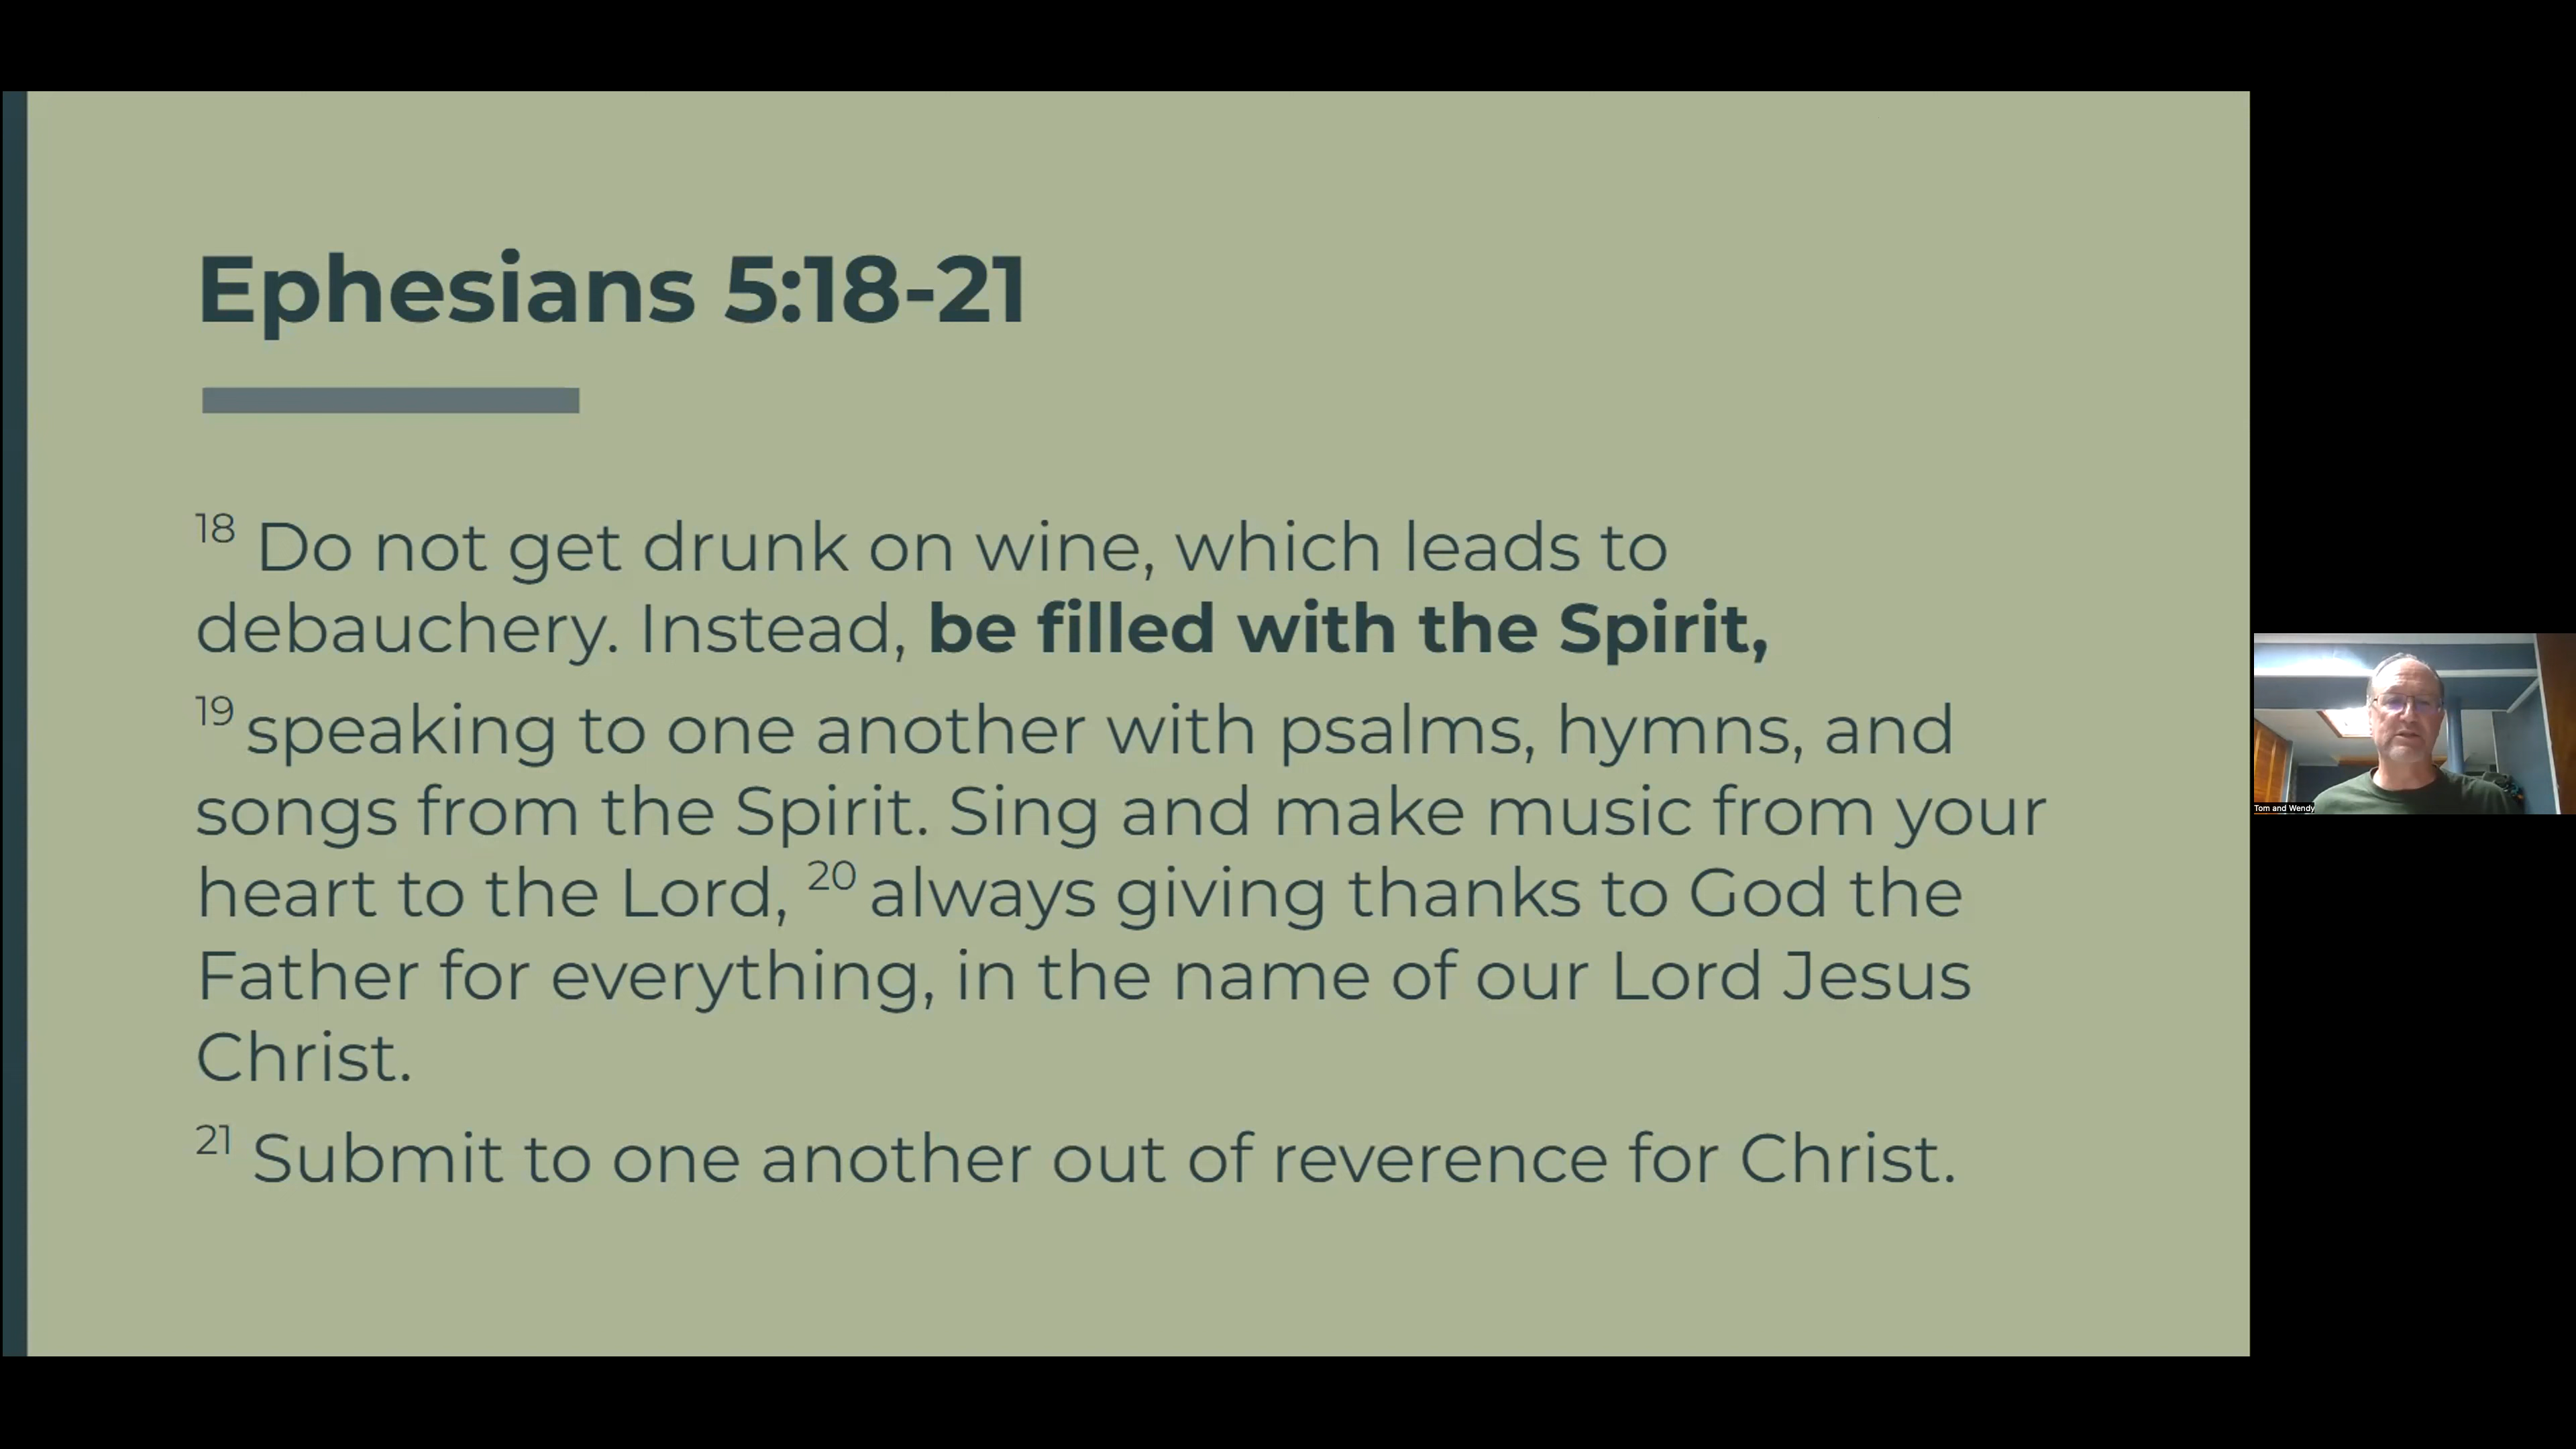 Ephesians 5:18-21
18 Do not get drunk on wine, which leads to
debauchery. Instead, be filled with the Spirit,
19 speaking to one another with psalms, hymns, and
songs from the Spirit. Sing and make music from your
heart to the Lord, 20 always giving thanks to God the
Father for everything, in the name of our Lord Jesus
Christ.
21 Submit to one another out of reverence for Christ.
Tom and Wendy